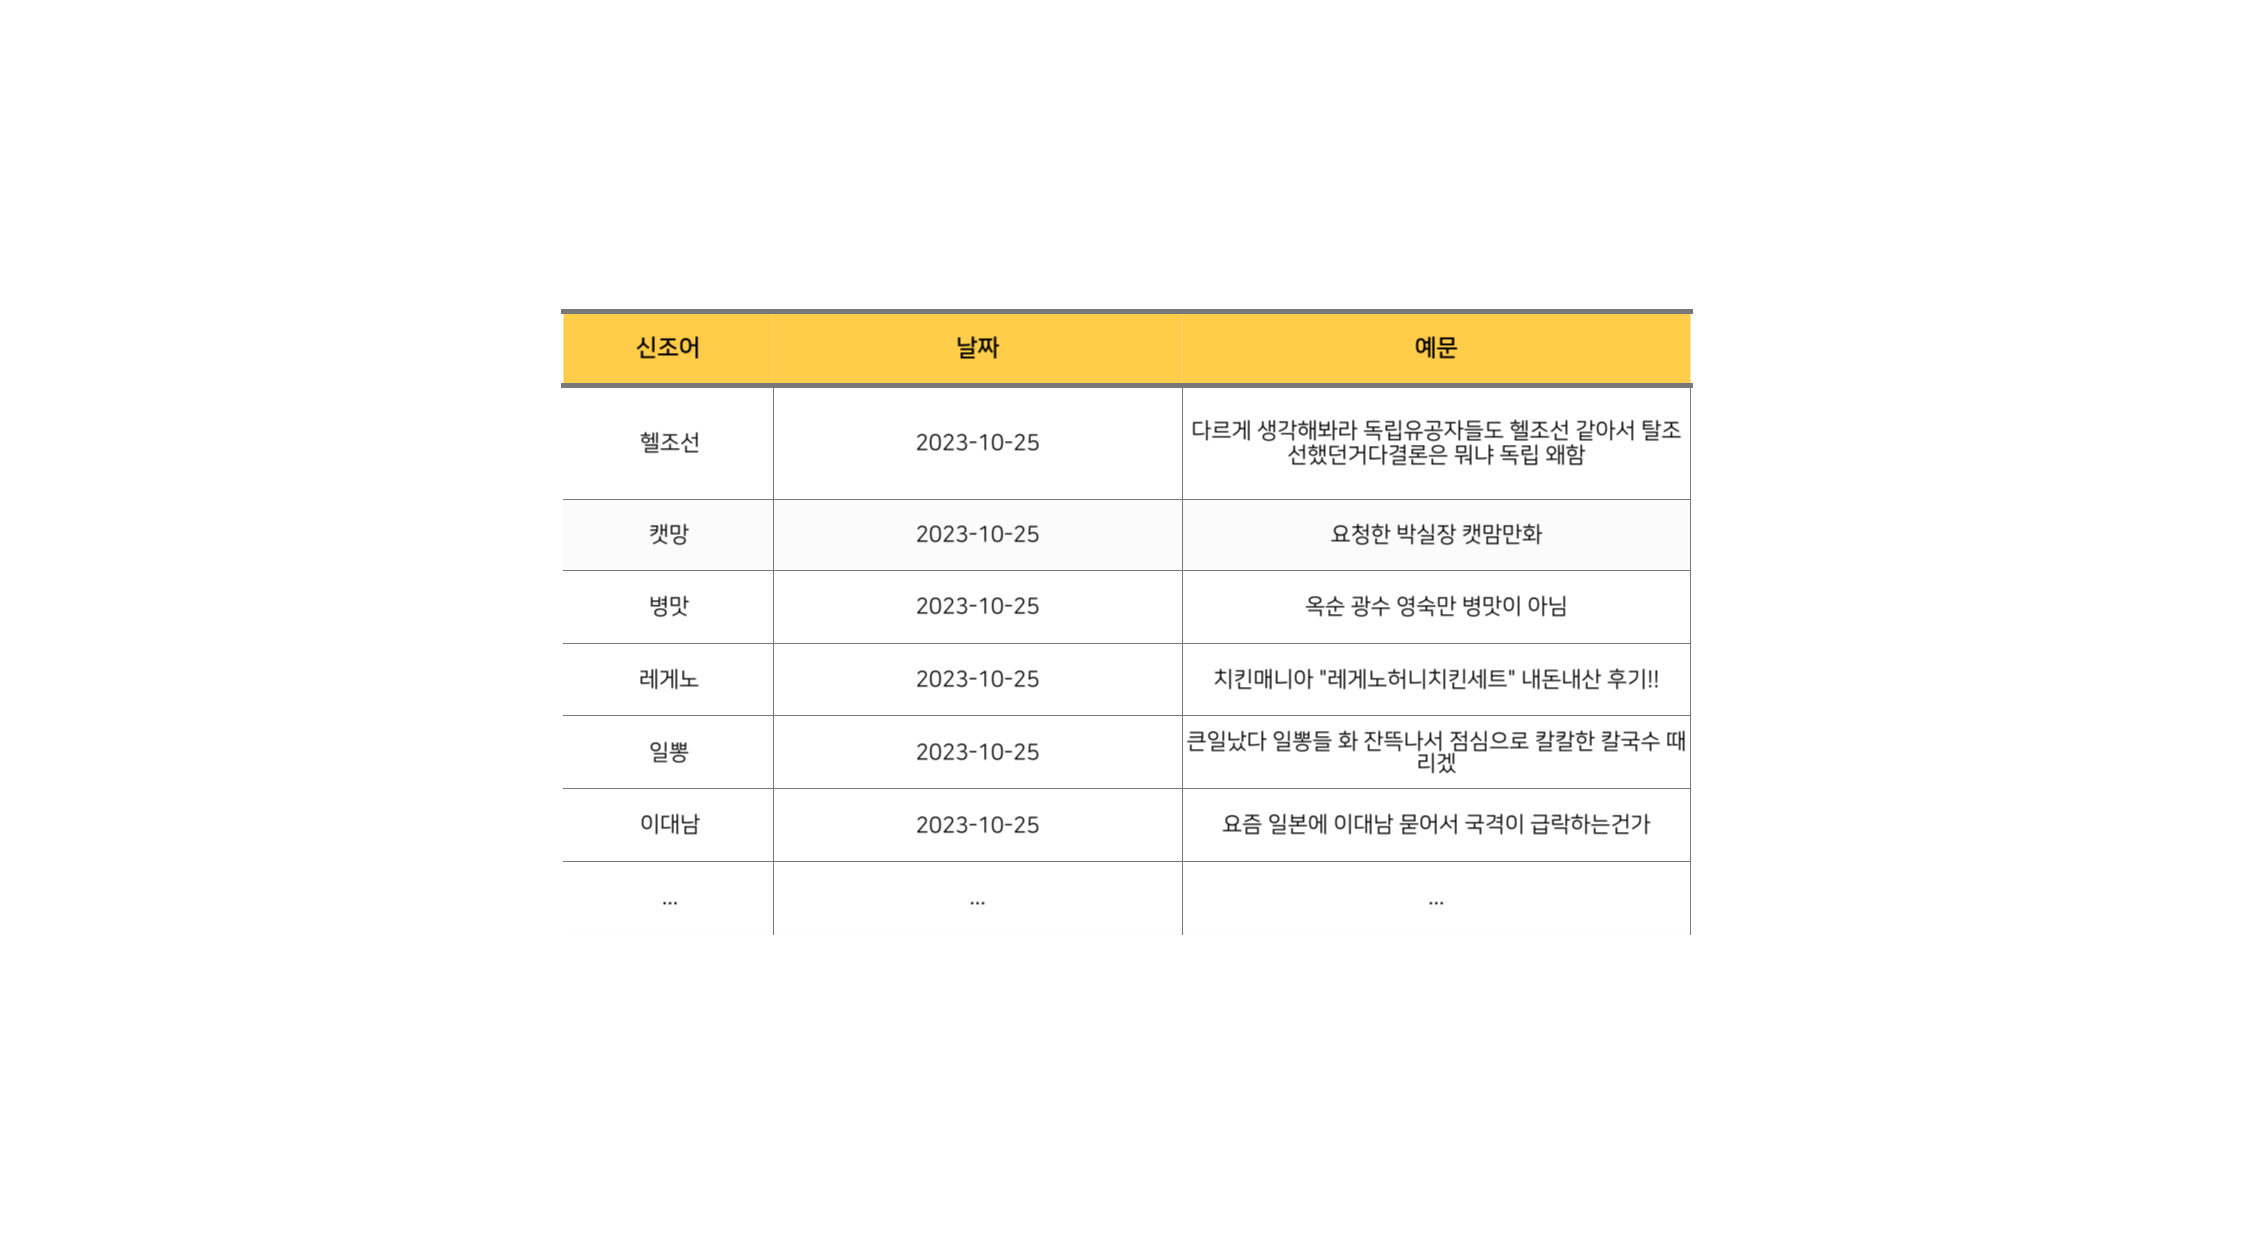 신조어 날짜 예문
헬조선 2023-10-25 다르게 생각해봐라 독립유공자들도 헬조선 같아서 탈조
선했던거다결론은 뭐냐 독립 왜함
캣망 2023-10-25 요청한 박실장 캣맘만화
병맛 2023-10-25 옥순 광수 영숙만 병맛이 아님
레게노 2023-10-25 치킨매니아 "레게노허니치킨세트" 내돈내산 후기!!
일뽕 2023-10-25 큰일났다 일뽕들 화 잔뜩나서 점심으로 칼칼한 칼국수 때
리겠
이대남 2023-10-25 요즘 일본에 이대남 묻어서 국격이 급락하는건가
... ... ...